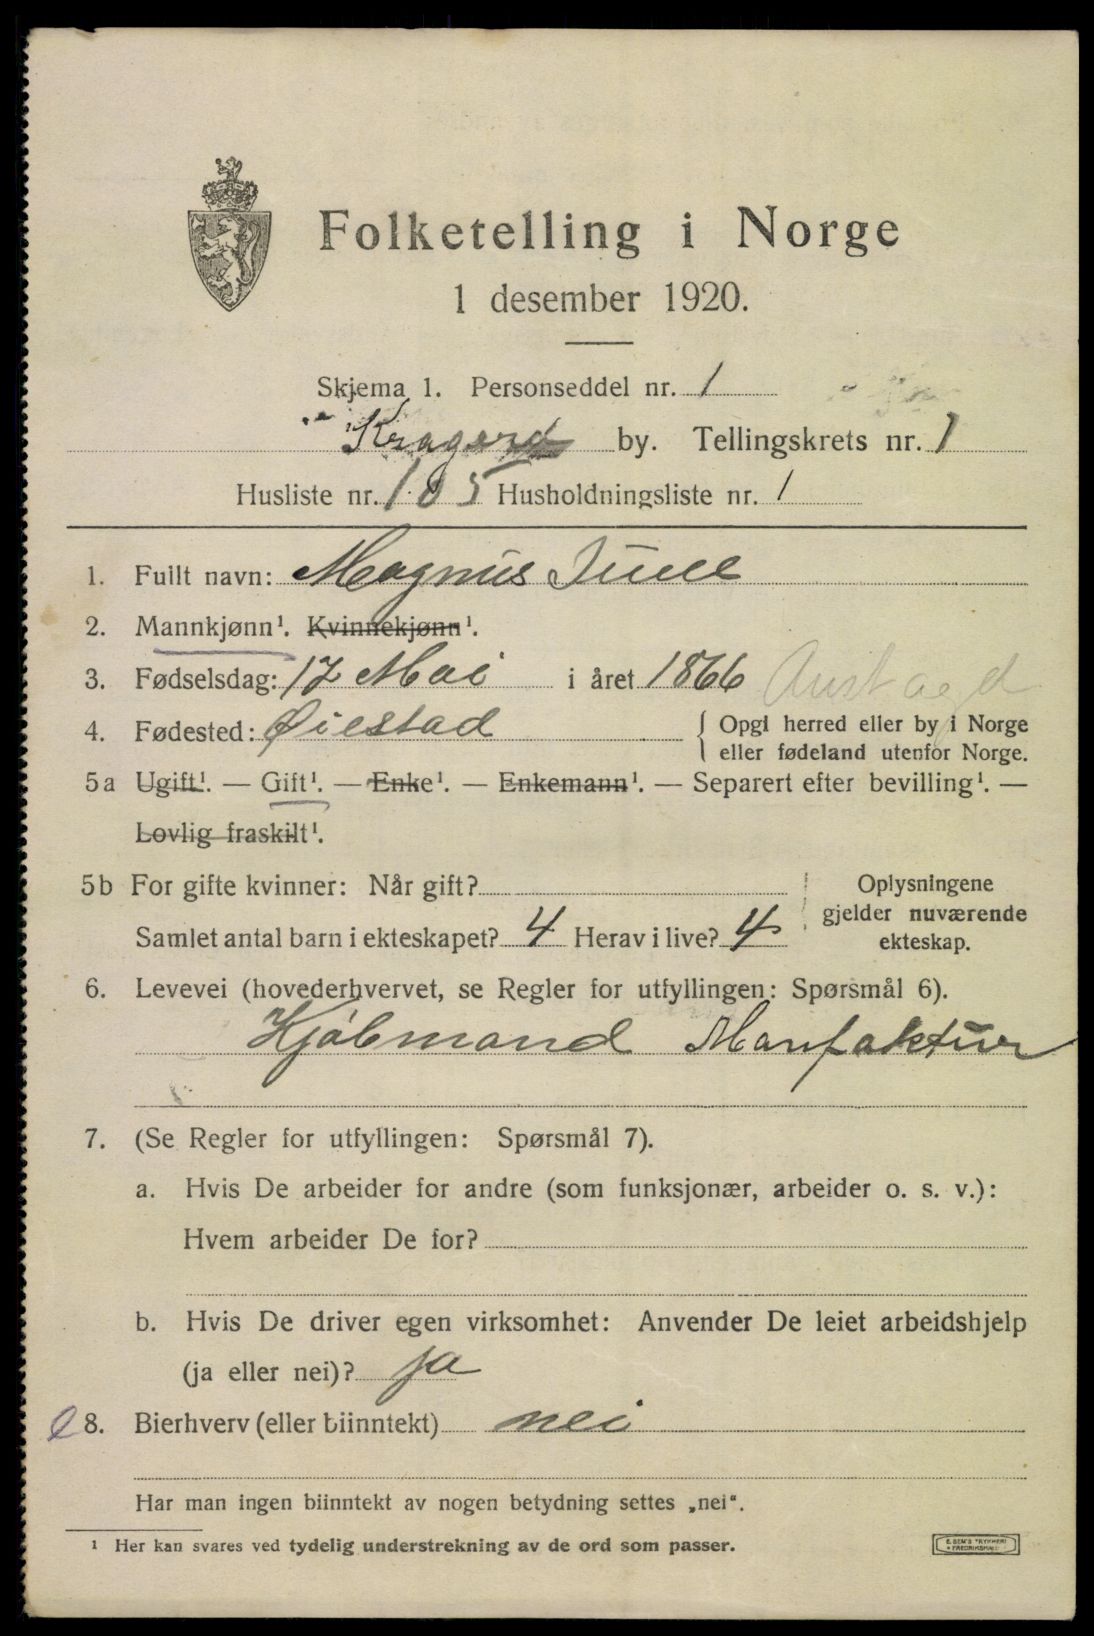 Folketelling i Norge
1 desember 1920.
Skjema 1. Personseddel nr. 1
Kragerø by. Tellingskrets nr. 1
Husliste nr. 105 Husholdningsliste nr. 1
1. Fullt navn: Magnus Juell
2. Mannkjønn¹. Kvinnekjønn¹.
3. Fødselsdag: 17 Mai i året 1866 Aust agd
4. Fødested: Øiestad { Opgi herred eller by i Norge
eller fødeland utenfor Norge.
5a Ugift¹. — Gift¹. — Enke¹. — Enkemann¹. — Separert efter bevilling¹. —
Lovlig fraskilt¹.
5b For gifte kvinner: Når gift? Oplysningene
gjelder nuværende
Samlet antal barn i ekteskapet? 4 Herav i live? 4 ekteskap.
6. Levevei (hovederhvervet, se Regler for utfyllingen: Spørsmål 6).
Kjøbmand Manfaktur
7. (Se Regler for utfyllingen: Spørsmål 7).
a. Hvis De arbeider for andre (som funksjonær, arbeider o. s. v.):
Hvem arbeider De for?
b. Hvis De driver egen virksomhet: Anvender De leiet arbeidshjelp
(ja eller nei)? ja
8. Bierhverv (eller biinntekt) nei
Har man ingen biinntekt av nogen betydning settes „nei“.
¹ Her kan svares ved tydelig understrekning av de ord som passer.